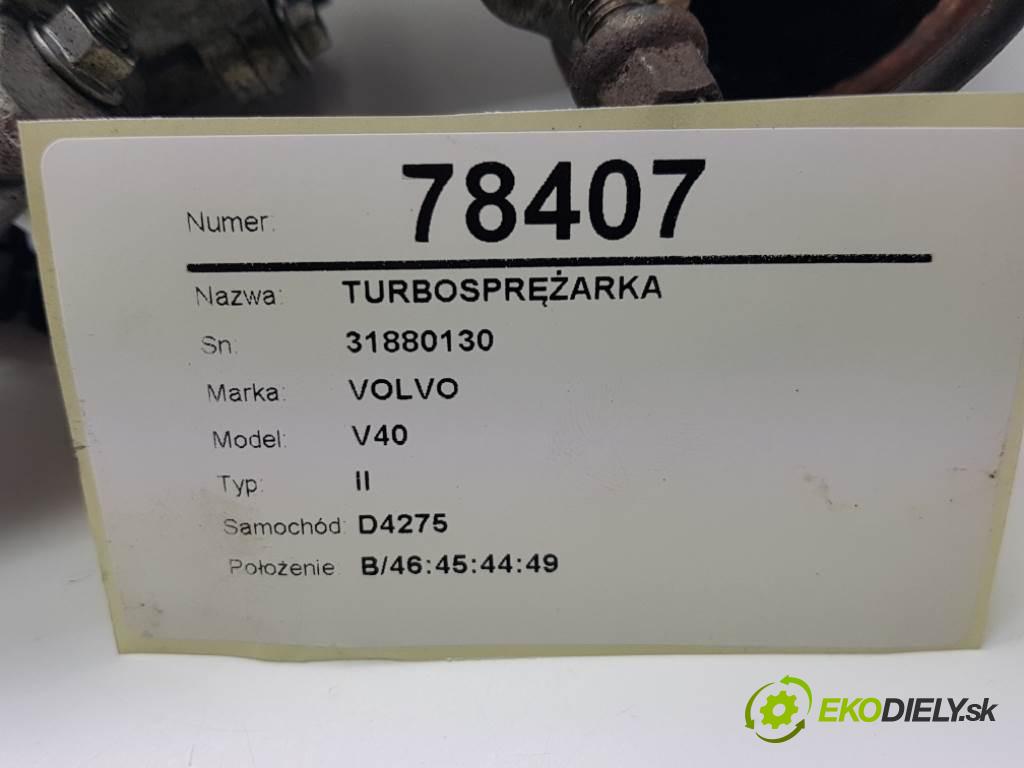 Numer: 78407
Nazwa: TURBOSPRĘŻARKA
Sn: 31880130
Marka: VOLVO
Model: V40
Typ: II
Samochód: D4275
Położenie: B/46:45:44:49
EKODIELY.sk